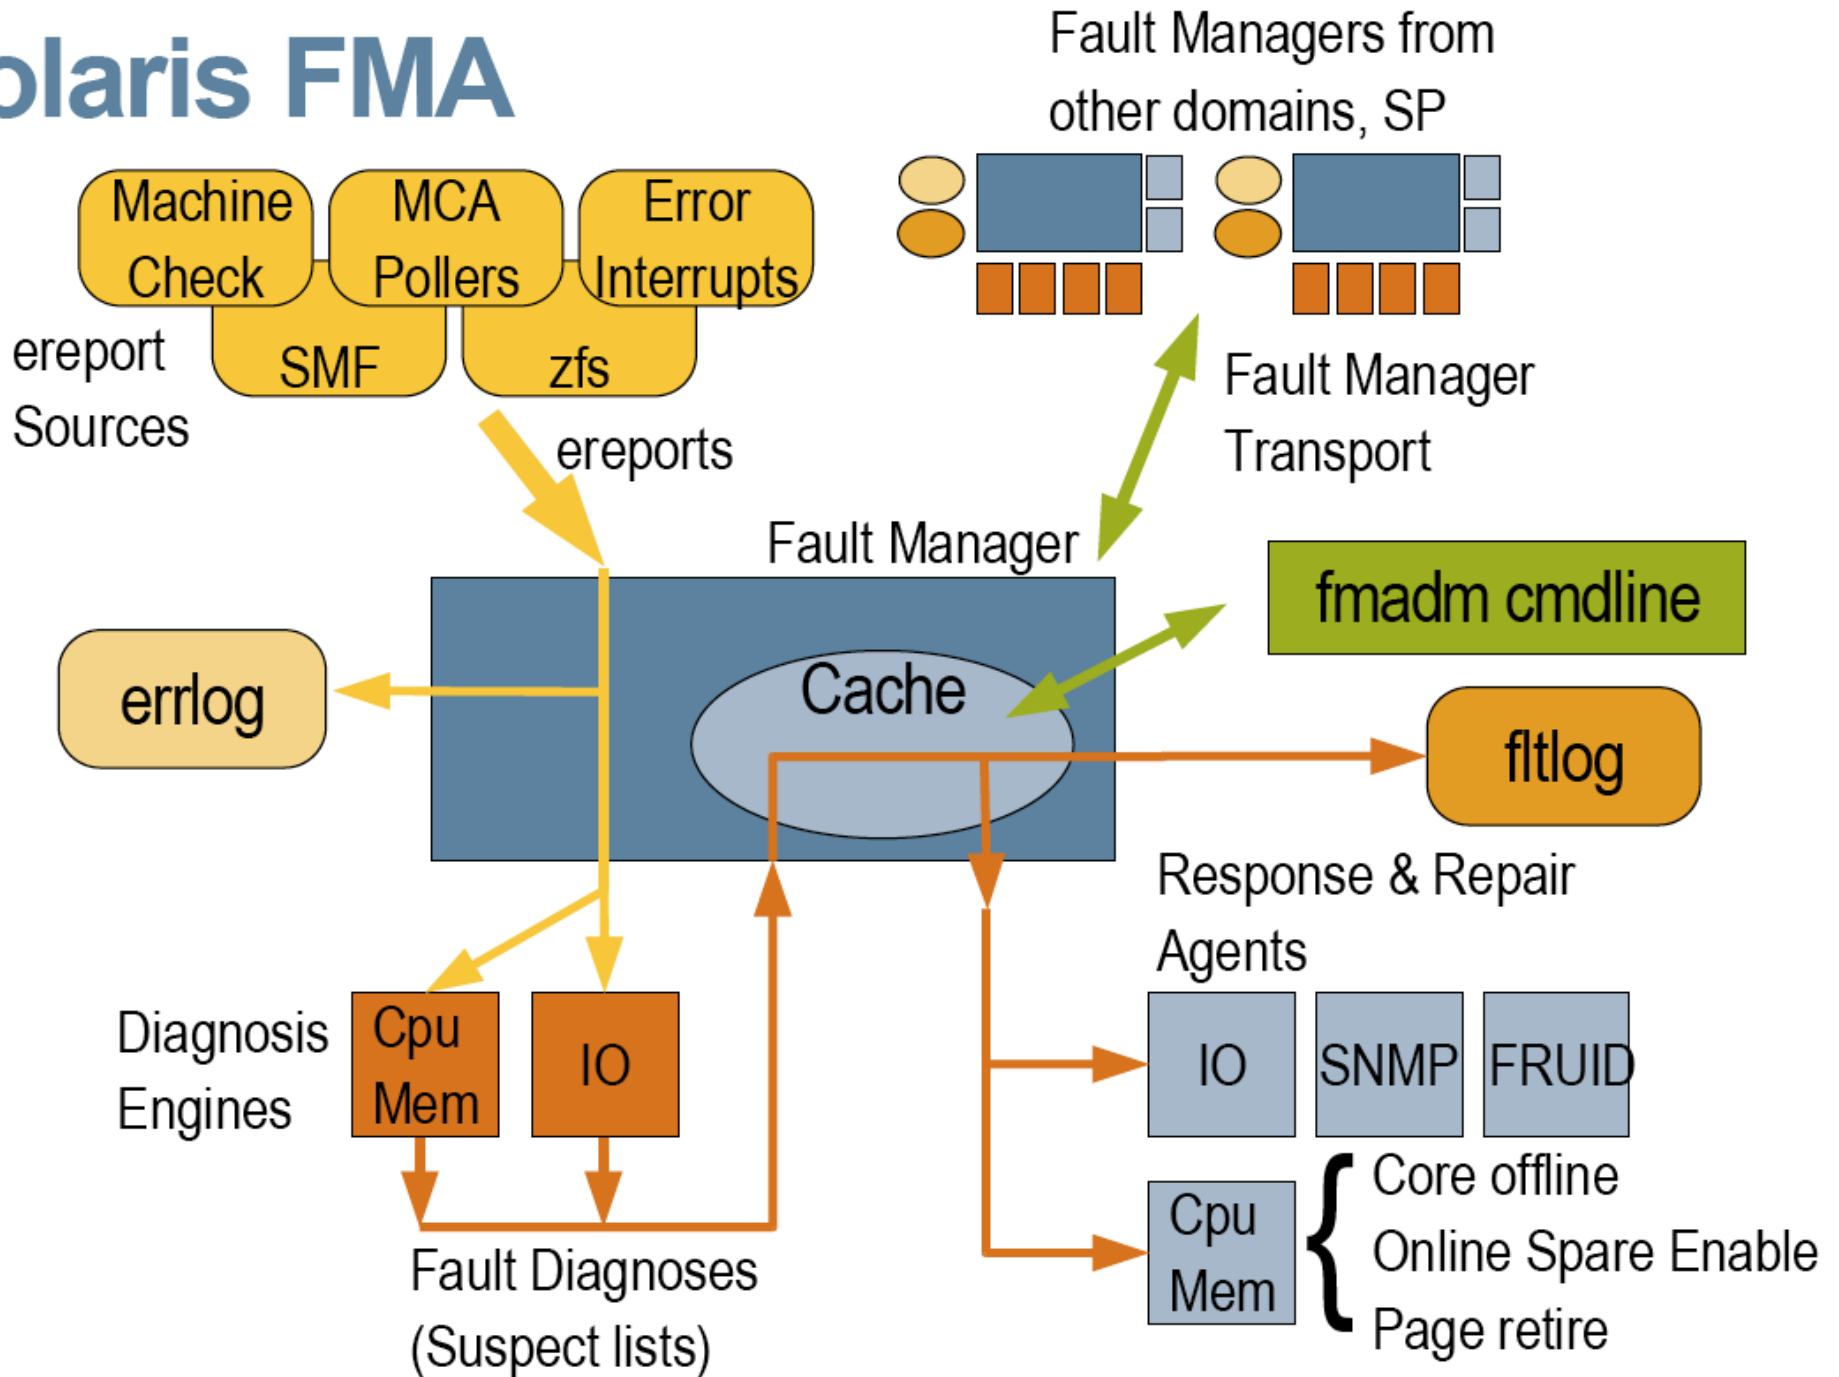 olaris FMA
Fault Managers from
other domains, SP
Machine
Check
MCA
Pollers
Error
Interrupts
SMF
zfs
ereport
Sources
ereports
Fault Manager
Transport
Fault Manager
fmadm cmdline
errlog
Cache
fltlog
Response & Repair
Agents
Diagnosis
Engines
Cpu
Mem
IO
IO
SNMP
FRUID
Cpu
Mem
{
Core offline
Online Spare Enable
Page retire
Fault Diagnoses
(Suspect lists)